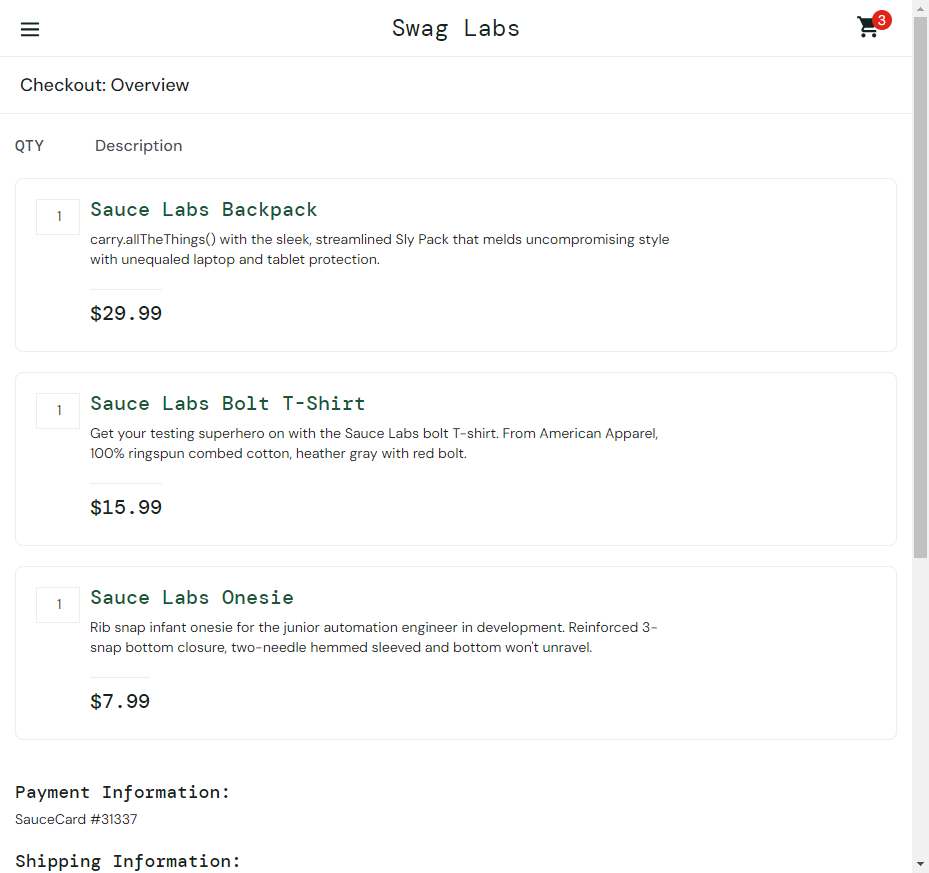 Swag Labs
3
Checkout: Overview
QTY Description
1
Sauce Labs Backpack
carry.allTheThings() with the sleek, streamlined Sly Pack that melds uncompromising style
with unequaled laptop and tablet protection.
$29.99
1
Sauce Labs Bolt T-Shirt
Get your testing superhero on with the Sauce Labs bolt T-shirt. From American Apparel,
100% ringspun combed cotton, heather gray with red bolt.
$15.99
1
Sauce Labs Onesie
Rib snap infant onesie for the junior automation engineer in development. Reinforced 3-
snap bottom closure, two-needle hemmed sleeved and bottom won't unravel.
$7.99
Payment Information:
SauceCard #31337
Shipping Information: